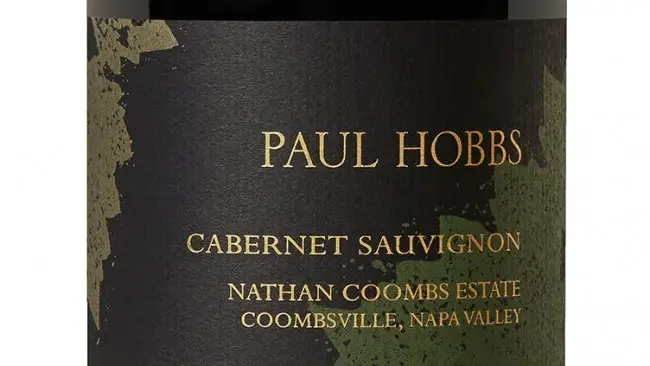 PAUL HOBBS
CABERNET SAUVIGNON
NATHAN COOMBS ESTATE
COOMBSVILLE, NAPA VALLEY